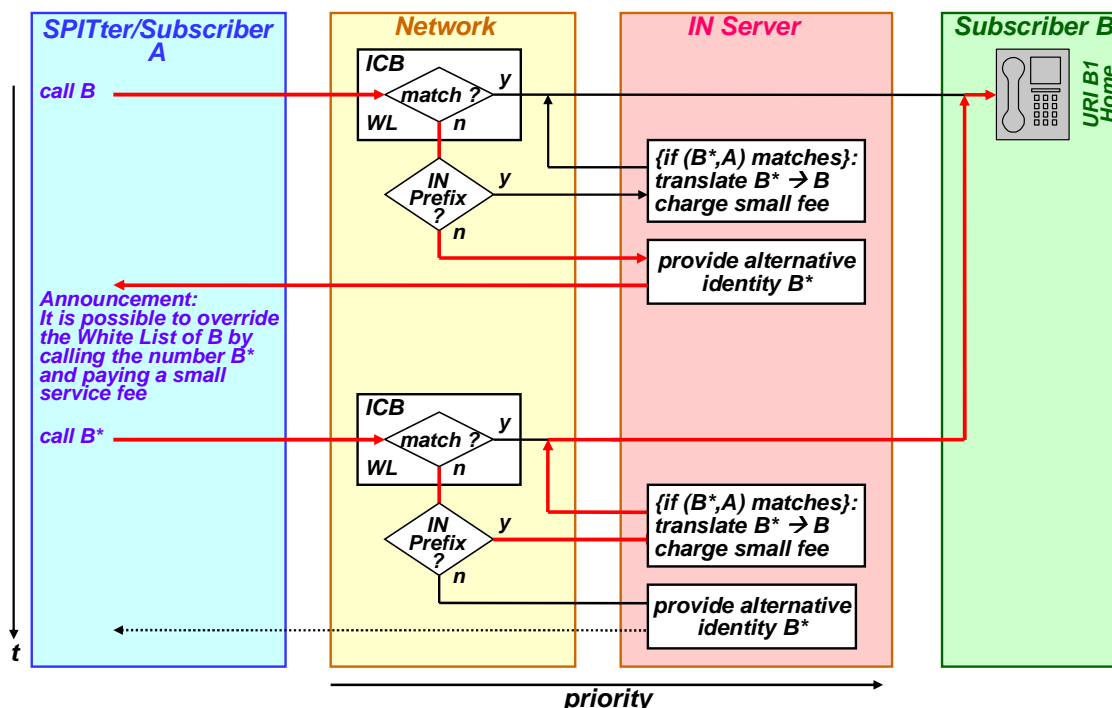 SPITter/Subscriber
A
Network
IN Server
Subscriber B
call B
ICB
match ?
y
WL
n
URI B1
Home
IN
Prefix
?
y
n
{if (B*,A) matches}:
translate B* → B
charge small fee
provide alternative
identity B*
Announcement:
It is possible to override
the White List of B by
calling the number B*
and paying a small
service fee
call B*
ICB
match ?
y
WL
n
IN
Prefix
?
y
n
{if (B*,A) matches}:
translate B* → B
charge small fee
provide alternative
identity B*
t
priority